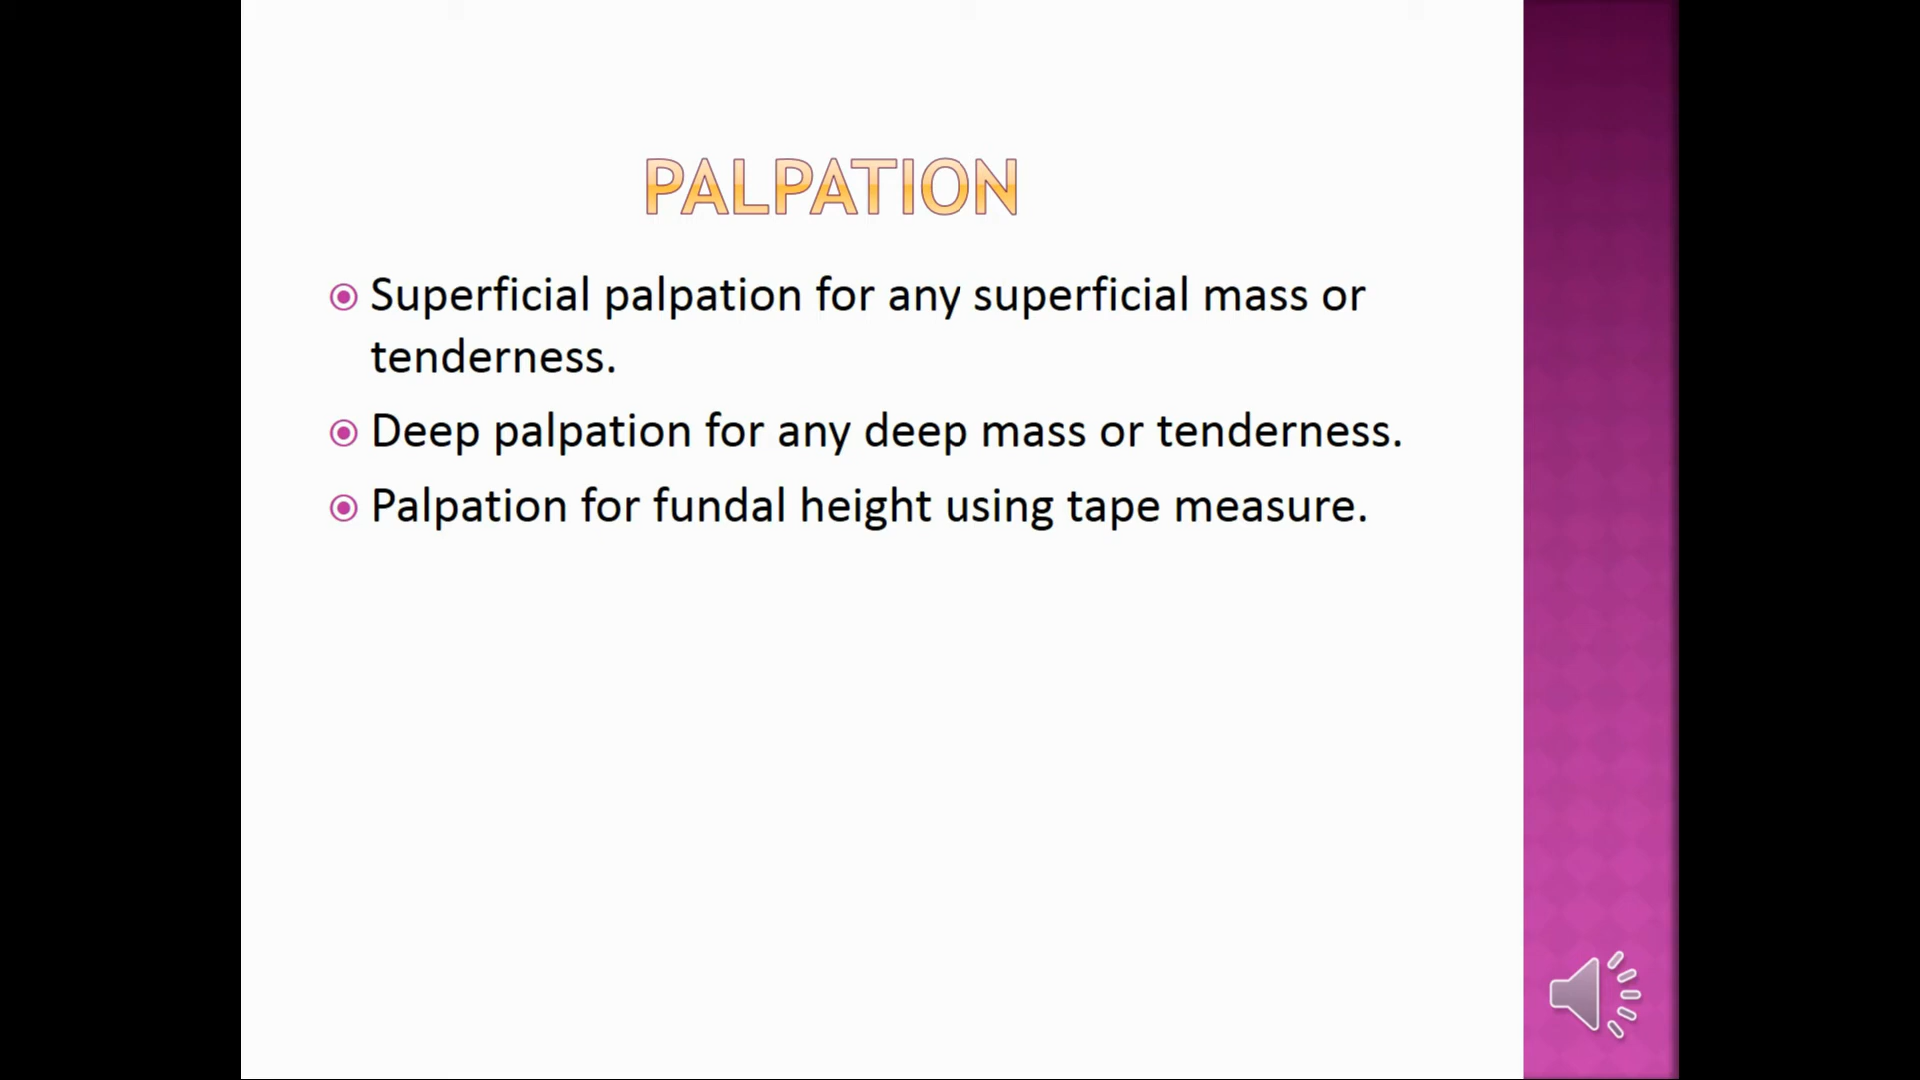 PALPATION
Superficial palpation for any superficial mass or
tenderness.
Deep palpation for any deep mass or tenderness.
Palpation for fundal height using tape measure.